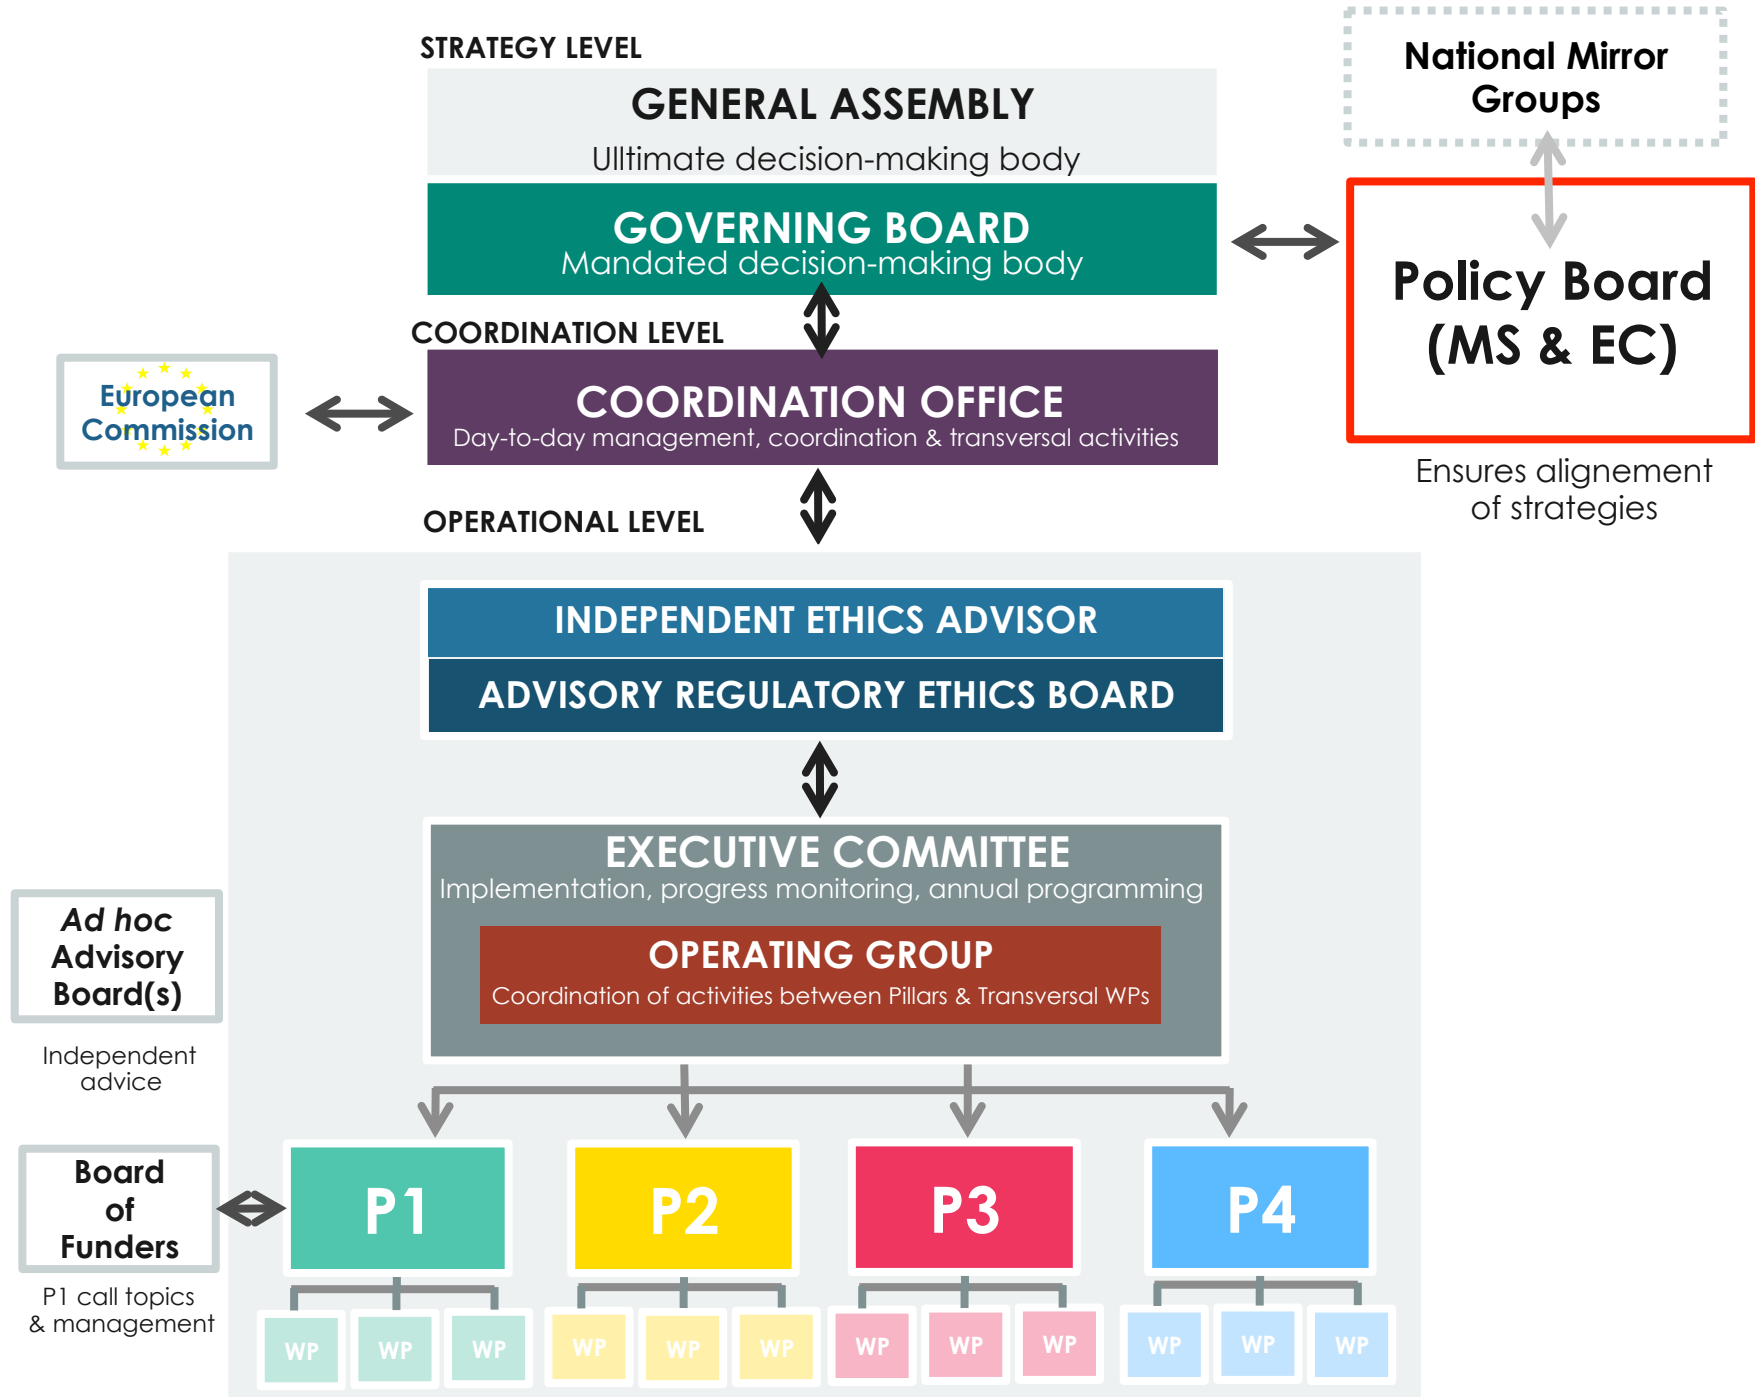 STRATEGY LEVEL
GENERAL ASSEMBLY
Ulltimate decision-making body
GOVERNING BOARD
Mandated decision-making body
National Mirror
Groups
Policy Board
(MS & EC)
Ensures alignement
of strategies
COORDINATION LEVEL
European
Commission
COORDINATION OFFICE
Day-to-day management, coordination & transversal activities
OPERATIONAL LEVEL
INDEPENDENT ETHICS ADVISOR
ADVISORY REGULATORY ETHICS BOARD
EXECUTIVE COMMITTEE
Implementation, progress monitoring, annual programming
OPERATING GROUP
Coordination of activities between Pillars & Transversal WPs
Ad hoc
Advisory
Board(s)
Independent
advice
Board
of
Funders
P1 call topics
& management
P1
P2
P3
P4
WP
WP
WP
WP
WP
WP
WP
WP
WP
WP
WP
WP